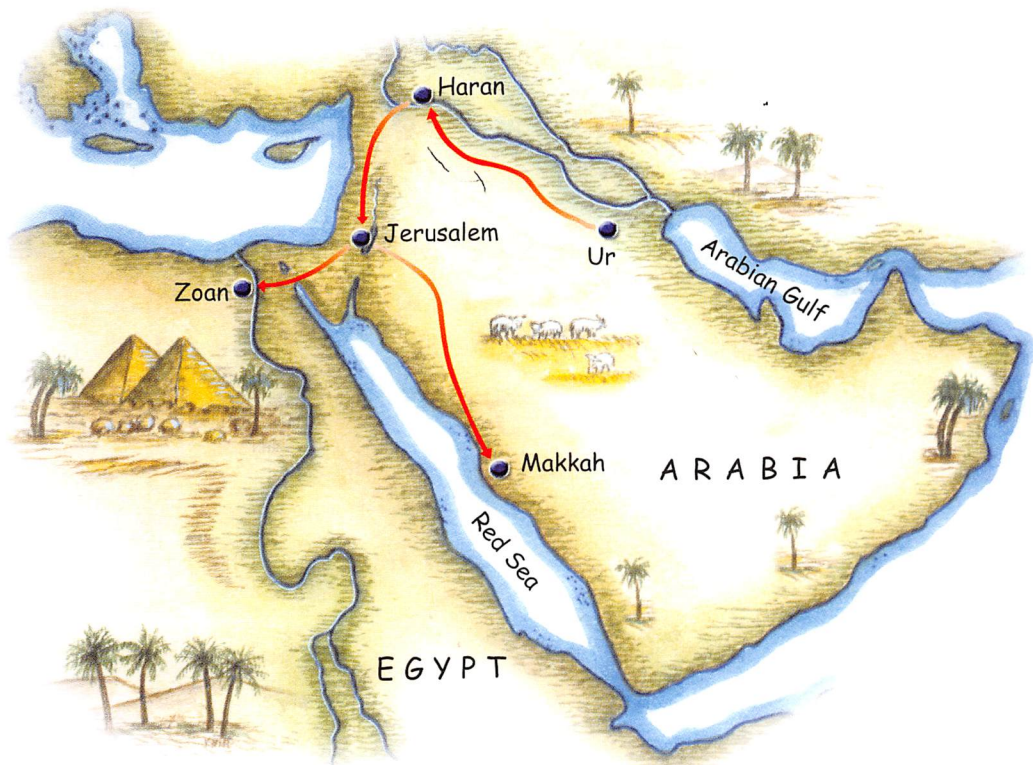 Haran
Jerusalem
Ur
Arabian Gulf
Zoan
Makkah
ARABIA
Red Sea
EGYPT